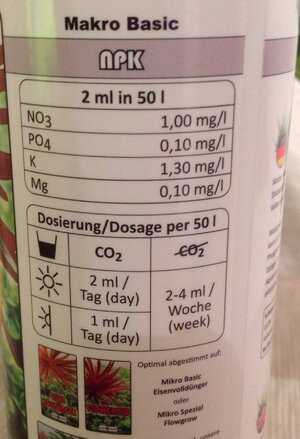 Makro Basic
NPK
2 ml in 50 l
NO3 1,00 mg/l
PO4 0,10 mg/l
K 1,30 mg/l
Mg 0,10 mg/l
Dosierung/Dosage per 50 l
CO2 CO2
2 ml / Tag (day)
1 ml / Tag (day)
2-4 ml / Woche (week)
Optimal abgestimmt auf:
Mikro Basic
Eisenvolldünger
oder
Mikro Spezial
Flowgrow
FLOWGROW